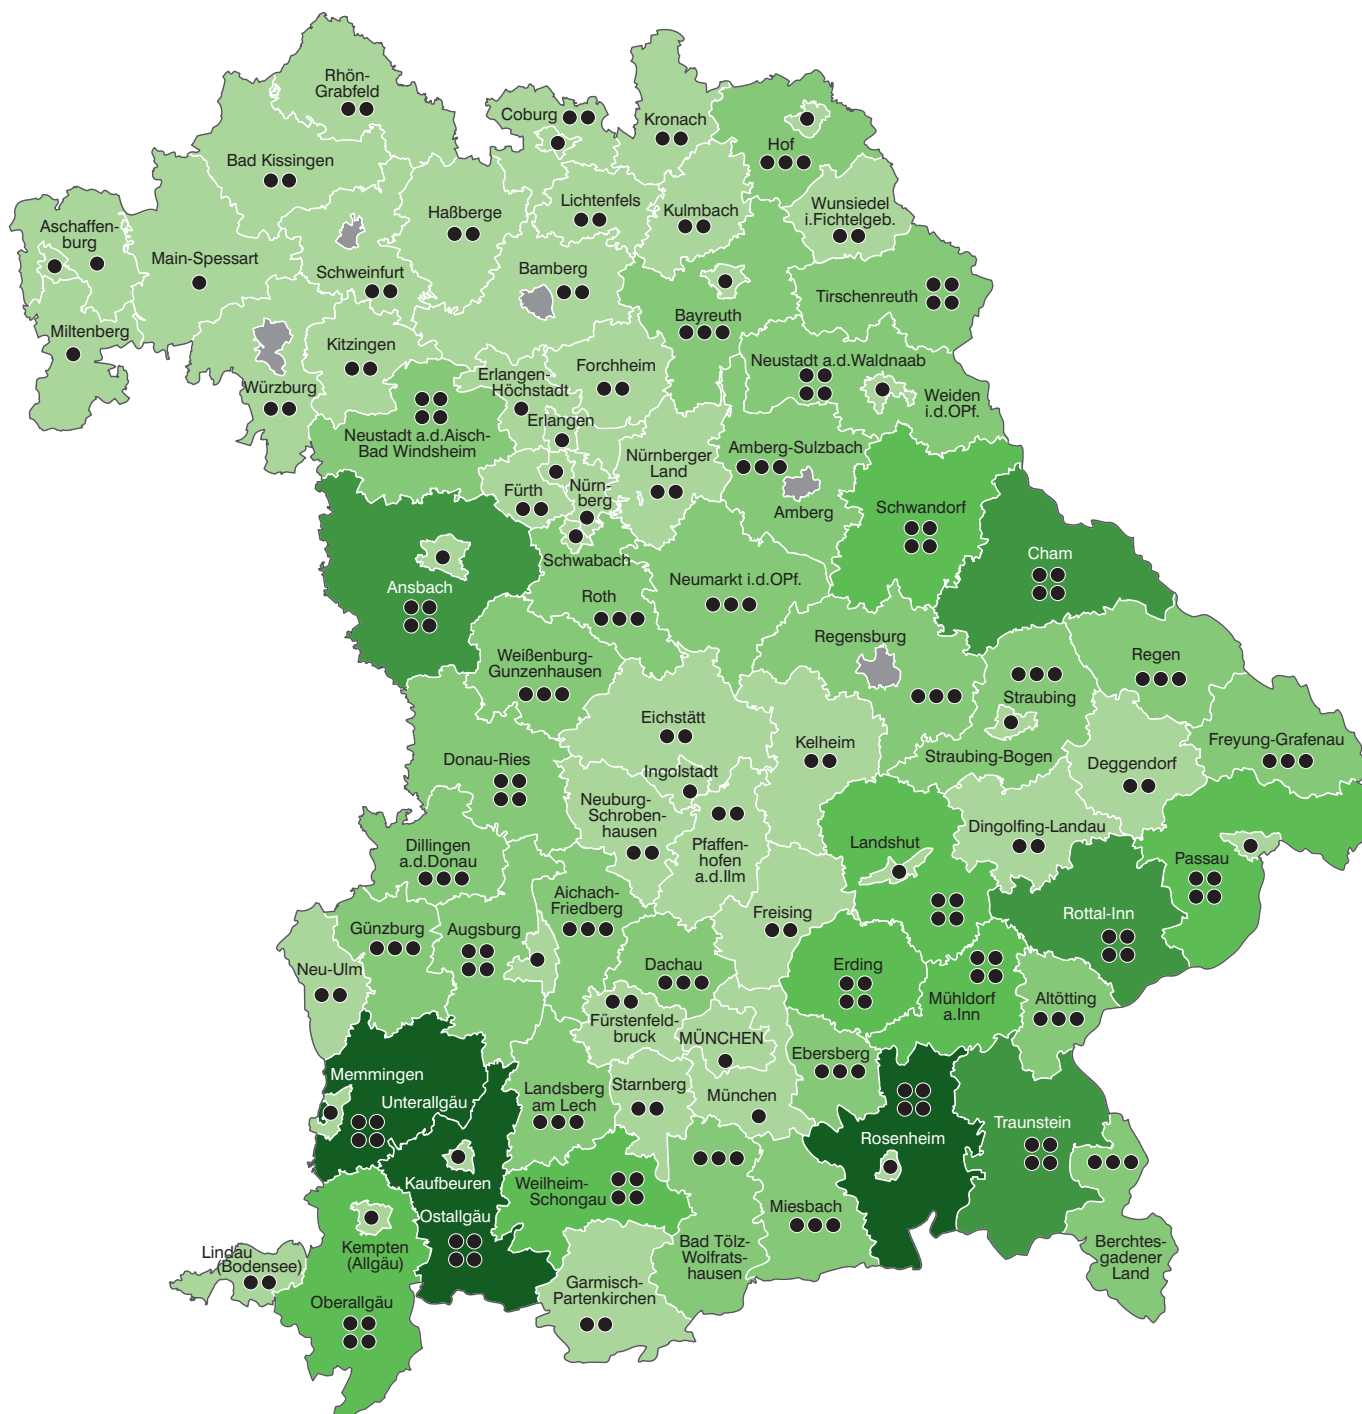 Rhön-
Grabfeld
Coburg
Kronach
Hof
Bad Kissingen
Lichtenfels
Haßberge
Kulmbach
Wunsiedel
i.Fichtelgeb.
Aschaffen-
burg
Main-Spessart
Schweinfurt
Bamberg
Tirschenreuth
Bayreuth
Miltenberg
Kitzingen
Forchheim
Neustadt a.d.Waldnaab
Erlangen-
Höchstadt
Würzburg
Weiden
i.d.OPf.
Erlangen
Neustadt a.d.Aisch-
Bad Windsheim
Nürnberger
Land
Amberg-Sulzbach
Fürth
Nürn-
berg
Amberg
Schwandorf
Cham
Schwabach
Ansbach
Roth
Neumarkt i.d.OPf.
Regensburg
Weißenburg-
Gunzenhausen
Regen
Straubing
Eichstätt
Kelheim
Freyung-Grafenau
Straubing-Bogen
Deggendorf
Donau-Ries
Ingolstadt
Neuburg-
Schroben-
hausen
Dingolfing-Landau
Landshut
Pfaffen-
hofen
a.d.Ilm
Dillingen
a.d.Donau
Passau
Aichach-
Friedberg
Freising
Rottal-Inn
Günzburg
Augsburg
Dachau
Erding
Neu-Ulm
Mühldorf
a.Inn
Altötting
Fürstenfeld-
bruck
MÜNCHEN
Ebersberg
Memmingen
Unterallgäu
Landsberg
am Lech
Starnberg
München
Traunstein
Rosenheim
Kaufbeuren
Weilheim-
Schongau
Miesbach
Ostallgäu
Kempten
(Allgäu)
Lindau
(Bodensee)
Bad Tölz-
Wolfrats-
hausen
Berchtes-
gadener
Land
Garmisch-
Partenkirchen
Oberallgäu